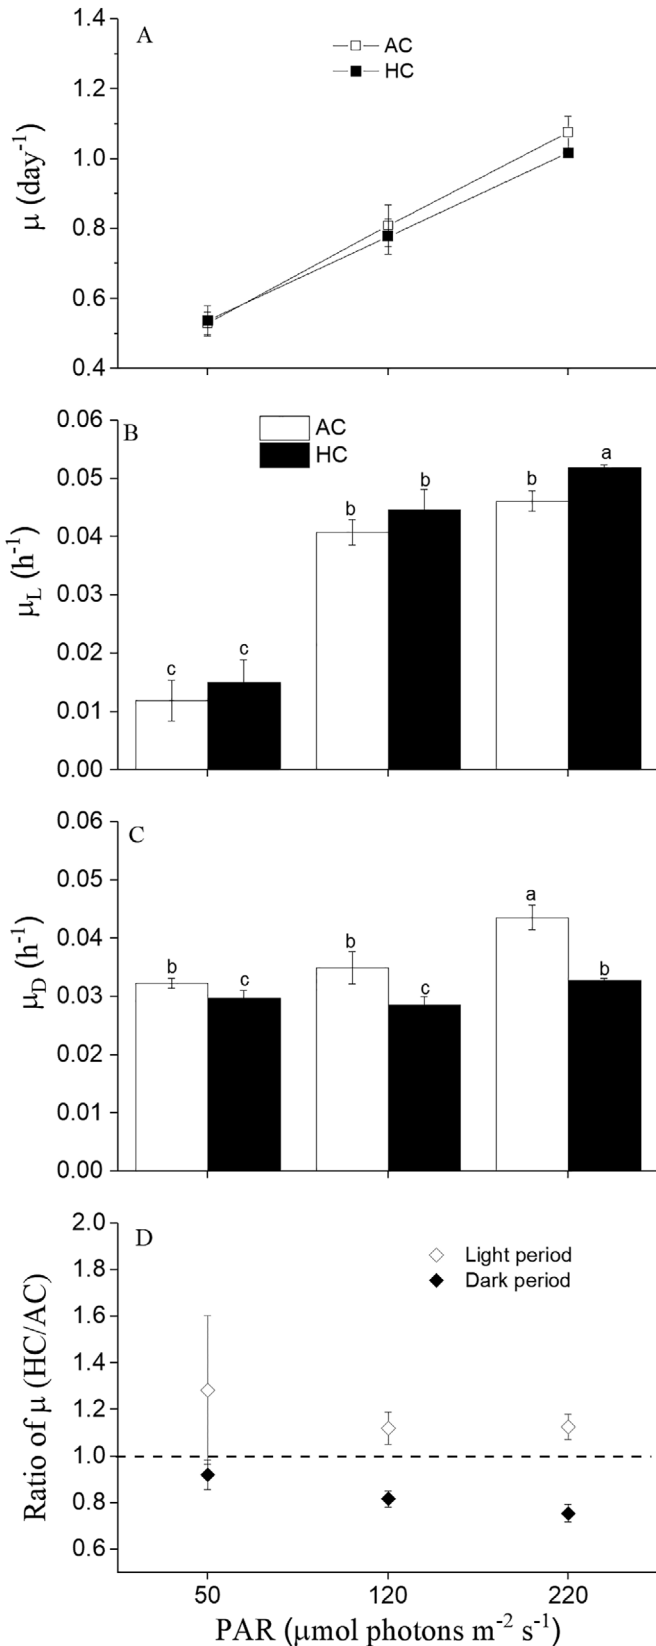 A
AC
HC
1.4
1.2
1.0
0.8
0.6
0.4
μ (day⁻¹)
B
AC
HC
0.06
0.05
0.04
0.03
0.02
0.01
0.00
μL (h⁻¹)
c
c
b
b
b
a
C
0.06
0.05
0.04
0.03
0.02
0.01
0.00
μD (h⁻¹)
b
c
b
c
a
b
D
Light period
Dark period
2.0
1.8
1.6
1.4
1.2
1.0
0.8
0.6
Ratio of μ (HC/AC)
50 120 220
PAR (μmol photons m⁻² s⁻¹)